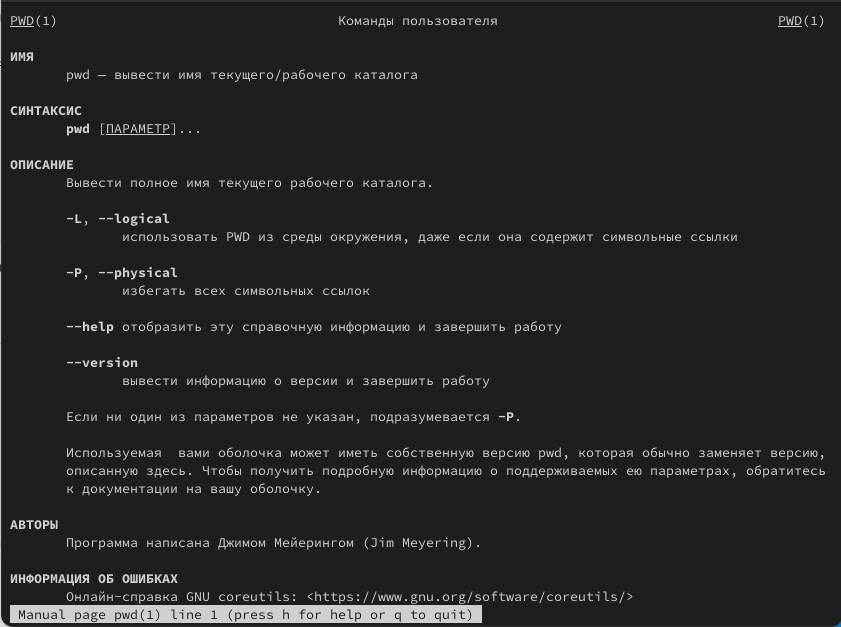 PWD(1) Команды пользователя PWD(1)
ИМЯ
pwd — вывести имя текущего/рабочего каталога
СИНТАКСИС
pwd [ПАРАМЕТР]...
ОПИСАНИЕ
Вывести полное имя текущего рабочего каталога.
-L, --logical
использовать PWD из среды окружения, даже если она содержит символьные ссылки
-P, --physical
избегать всех символьных ссылок
--help отобразить эту справочную информацию и завершить работу
--version
вывести информацию о версии и завершить работу
Если ни один из параметров не указан, подразумевается -P.
Используемая  вами оболочка может иметь собственную версию pwd, которая обычно заменяет версию,
описанную здесь. Чтобы получить подробную информацию о поддерживаемых ею параметрах, обратитесь
к документации на вашу оболочку.
АВТОРЫ
Программа написана Джимом Мейерингом (Jim Meyering).
ИНФОРМАЦИЯ ОБ ОШИБКАХ
Онлайн-справка GNU coreutils: <https://www.gnu.org/software/coreutils/>
Manual page pwd(1) line 1 (press h for help or q to quit)